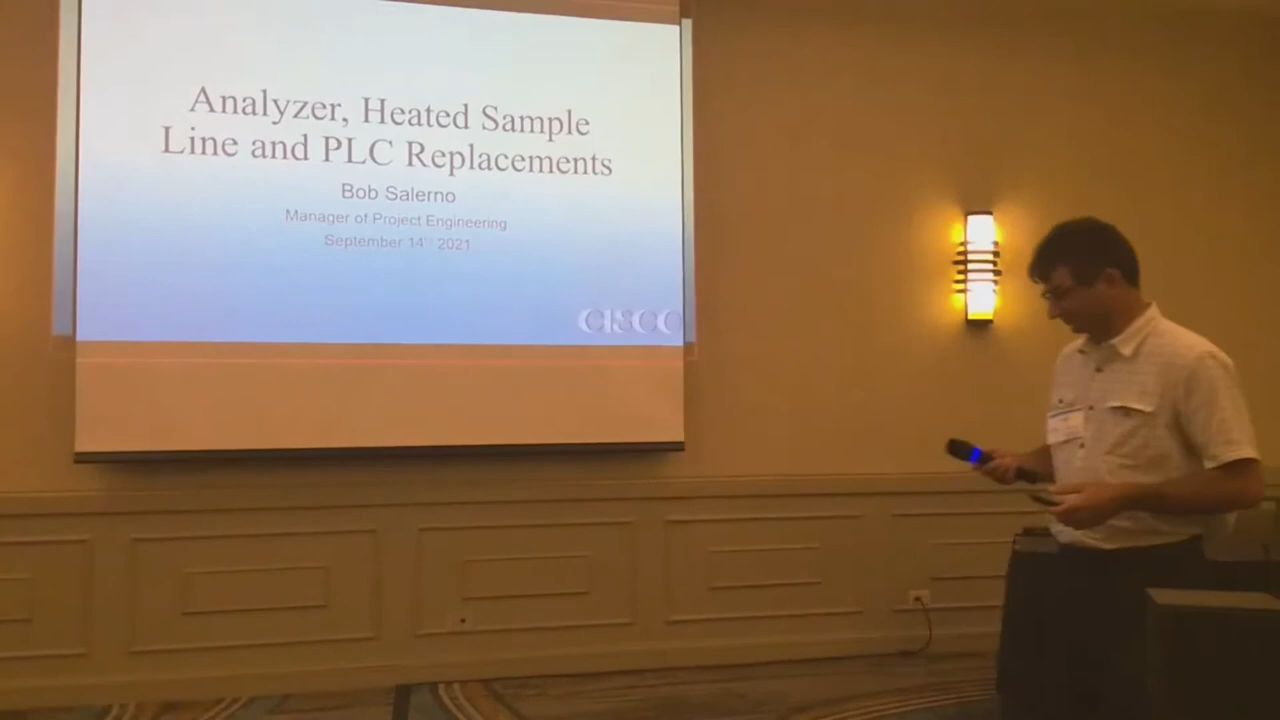 Analyzer, Heated Sample
Line and PLC Replacements
Bob Salerno
Manager of Project Engineering
September 14th 2021
CISCO